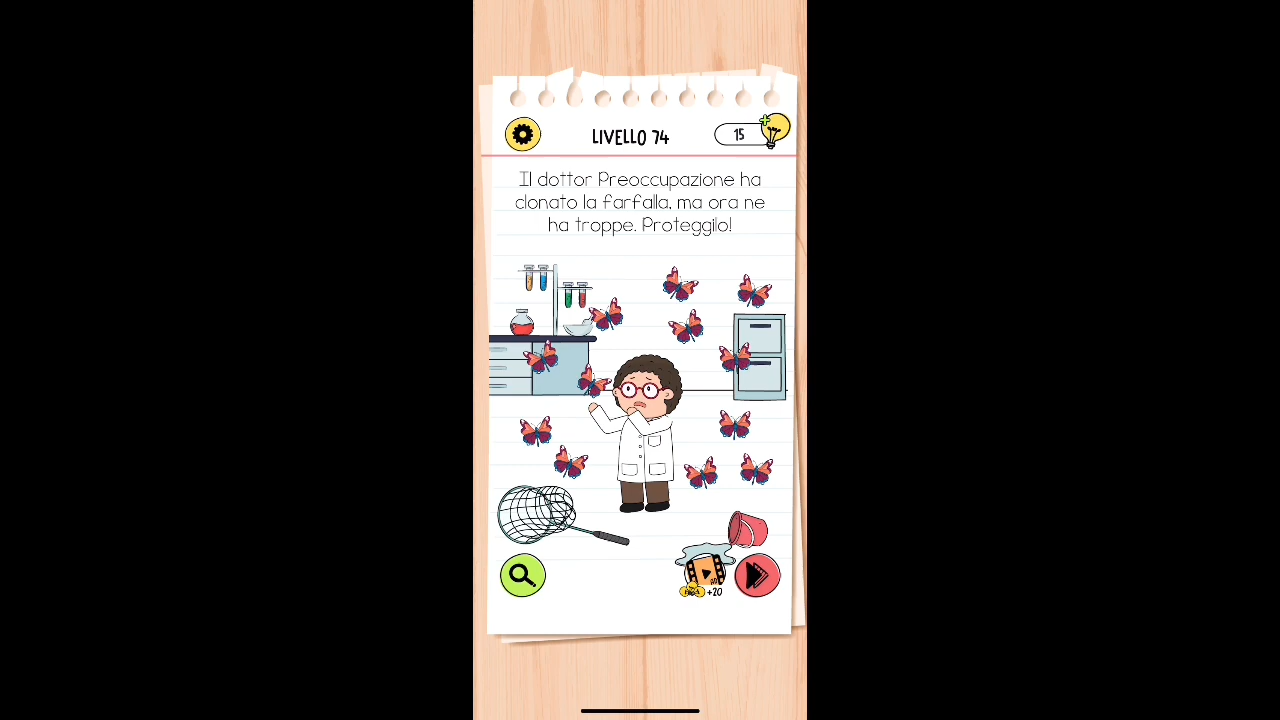 LIVELLO 74
15
Il dottor Preoccupazione ha
clonato la farfalla, ma ora ne
ha troppe. Proteggilo!
+20